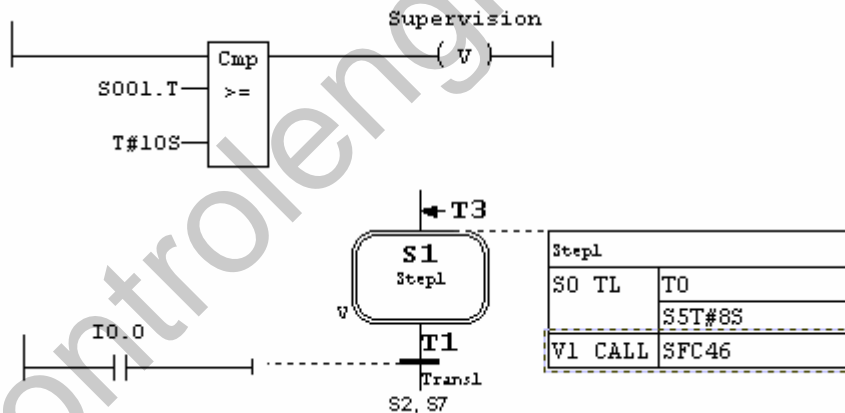 Supervision
Cmp
( V )
S001.T
>=
T#10S
T3
S1
Step1
V
Step1
S0 TL T0
S5T#8S
V1 CALL SFC46
I0.0
T1
Trans1
S2, S7
controleng